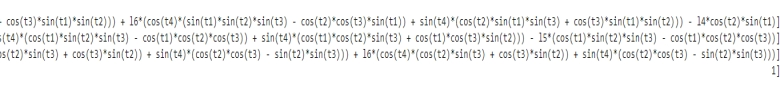 - cos(t3)*sin(t1)*sin(t2))) + l6*(cos(t4)*(sin(t1)*sin(t2)*sin(t3) - cos(t2)*cos(t3)*sin(t1)) + sin(t4)*(cos(t2)*sin(t1)*sin(t3) + cos(t3)*sin(t1)*sin(t2))) - l4*cos(t2)*sin(t1)]
s(t4)*(cos(t1)*sin(t2)*sin(t3) - cos(t1)*cos(t2)*cos(t3)) + sin(t4)*(cos(t1)*cos(t2)*sin(t3) + cos(t1)*cos(t3)*sin(t2))) - l5*(cos(t1)*sin(t2)*sin(t3) - cos(t1)*cos(t2)*cos(t3))]
os(t2)*sin(t3) + cos(t3)*sin(t2)) + sin(t4)*(cos(t2)*cos(t3) - sin(t2)*sin(t3))) + l6*(cos(t4)*(cos(t2)*sin(t3) + cos(t3)*sin(t2)) + sin(t4)*(cos(t2)*cos(t3) - sin(t2)*sin(t3)))]
1]